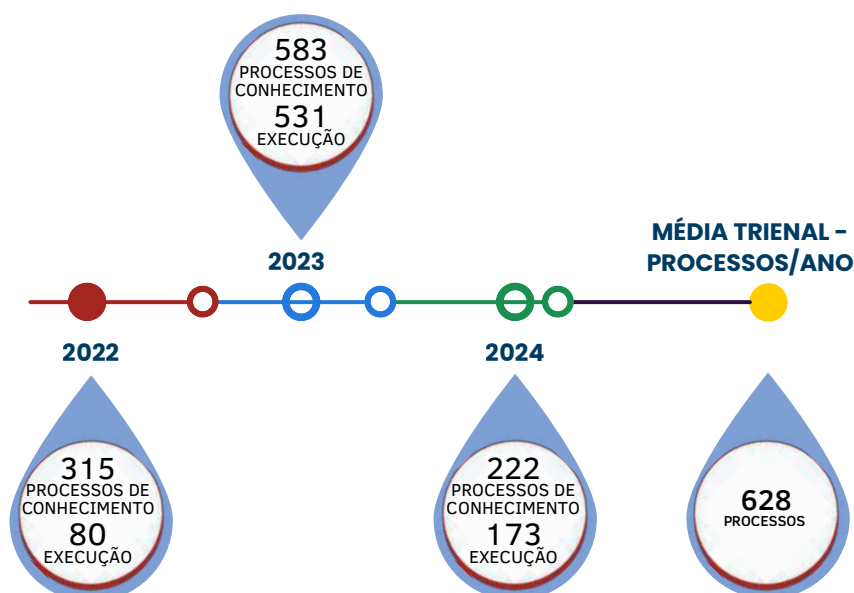 583
PROCESSOS DE
CONHECIMENTO
531
EXECUÇÃO
2023
MÉDIA TRIENAL -
PROCESSOS/ANO
2022
2024
315
PROCESSOS DE
CONHECIMENTO
80
EXECUÇÃO
222
PROCESSOS DE
CONHECIMENTO
173
EXECUÇÃO
628
PROCESSOS